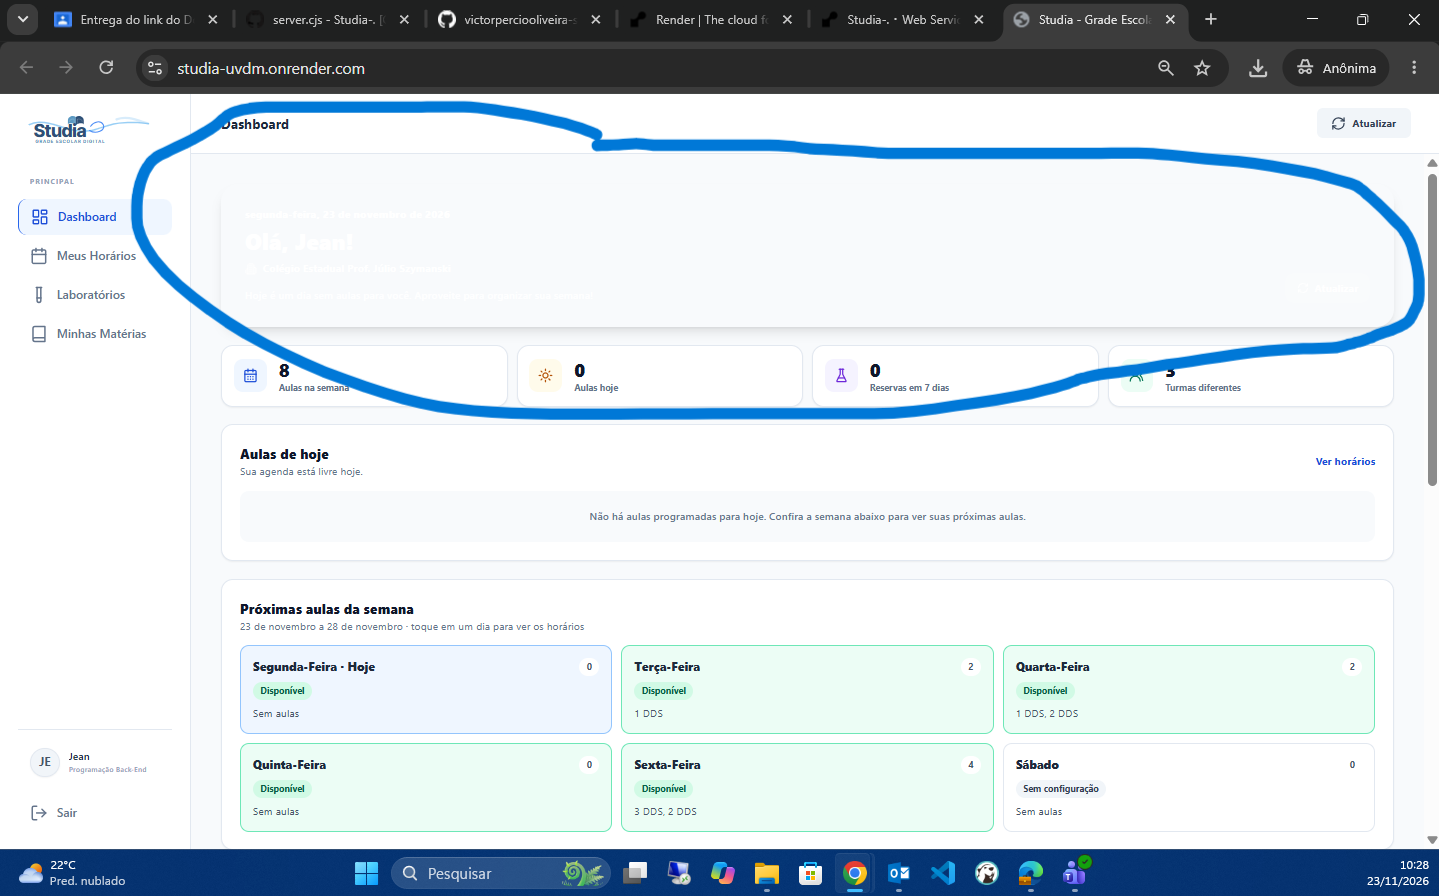 Entrega do link do D
server.cjs - Studia-. [
victorperciooliveira-s
Render | The cloud f
Studia-. · Web Servic
Studia - Grade Escola
studia-uvdm.onrender.com
Anônima
Studia
GRADE ESCOLAR DIGITAL
Dashboard
Atualizar
PRINCIPAL
Dashboard
Meus Horários
Laboratórios
Minhas Matérias
Olá, Jean!
8
Aulas na semana
0
Aulas hoje
0
Reservas em 7 dias
3
Turmas diferentes
Aulas de hoje
Sua agenda está livre hoje.
Ver horários
Não há aulas programadas para hoje. Confira a semana abaixo para ver suas próximas aulas.
Próximas aulas da semana
23 de novembro a 28 de novembro · toque em um dia para ver os horários
Segunda-Feira · Hoje
0
Disponível
Sem aulas
Terça-Feira
2
Disponível
1 DDS
Quarta-Feira
2
Disponível
1 DDS, 2 DDS
Quinta-Feira
0
Disponível
Sem aulas
Sexta-Feira
4
Disponível
3 DDS, 2 DDS
Sábado
0
Sem configuração
Sem aulas
JE
Jean
Programação Back-End
Sair
22°C
Pred. nublado
Pesquisar
10:28
23/11/2026